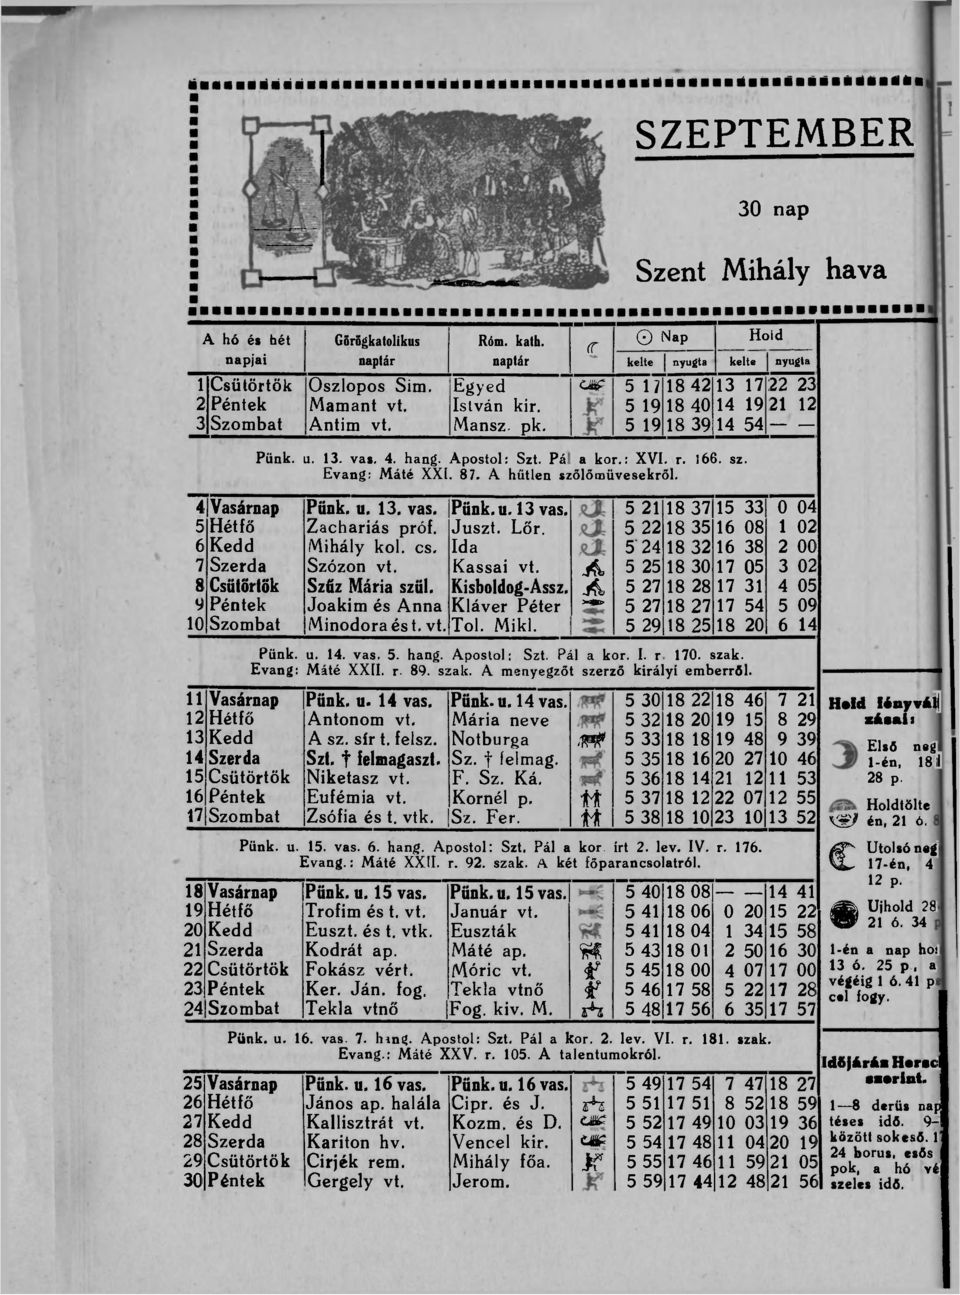 SZEPTEMBER
30 nap
Szent Mihály hava
A hó és hét napjai | Görögkatolikus naptár | Róm. kath. naptár | Nap kelte | nyugta | Hold kelte | nyugta
1 Csütörtök Oszlopos Sim. Egyed 5 17 18 42 13 17 22 23
2 Péntek Mamant vt. István kir. 5 19 18 40 14 19 21 12
3 Szombat Antim vt. Mansz. pk. 5 19 18 39 14 54 — —
Pünk. u. 13. vas. 4. hang. Apostol: Szt. Pál a kor.: XVI. r. 166. sz.
Evang: Máté XXI. 87. A hűtlen szőlőművesekről.
4 Vasárnap Pünk. u. 13. vas. Pünk. u. 13 vas. 5 21 18 37 15 33 0 04
5 Hétfő Zachariás próf. Juszt. Lőr. 5 22 18 35 16 08 1 02
6 Kedd Mihály kol. cs. Ida 5 24 18 32 16 38 2 00
7 Szerda Szózon vt. Kassai vt. 5 25 18 30 17 05 3 02
8 Csütörtök Szűz Mária szül. Kisboldog-Assz. 5 27 18 28 17 31 4 05
9 Péntek Joakim és Anna Kláver Péter 5 27 18 27 17 54 5 09
10 Szombat Minodora és t. vt. Tol. Mikl. 5 29 18 25 18 20 6 14
Pünk. u. 14. vas. 5. hang. Apostol: Szt. Pál a kor. I. r. 170. szak.
Evang: Máté XXII. r. 89. szak. A menyegzőt szerző királyi emberről.
11 Vasárnap Pünk. u. 14 vas. Pünk. u. 14 vas. 5 30 18 22 18 46 7 21
12 Hétfő Antonom vt. Mária neve 5 32 18 20 19 15 8 29
13 Kedd A sz. sír t. felsz. Notburga 5 33 18 18 19 48 9 39
14 Szerda Szt. † felmagaszt. Sz. † felmag. 5 35 18 16 20 27 10 46
15 Csütörtök Niketasz vt. F. Sz. Ká. 5 36 18 14 21 12 11 53
16 Péntek Eufémia vt. Kornél p. 5 37 18 12 22 07 12 55
17 Szombat Zsófia és t. vtk. Sz. Fer. 5 38 18 10 23 10 13 52
Pünk. u. 15. vas. 6. hang. Apostol: Szt. Pál a kor. írt 2. lev. IV. r. 176.
Evang.: Máté XXII. r. 92. szak. A két főparancsolatról.
18 Vasárnap Pünk. u. 15 vas. Pünk. u. 15 vas. 5 40 18 08 — — 14 41
19 Hétfő Trofim és t. vt. Január vt. 5 41 18 06 0 20 15 22
20 Kedd Euszt. és t. vtk. Euszták 5 41 18 04 1 34 15 58
21 Szerda Kodrát ap. Máté ap. 5 43 18 01 2 50 16 30
22 Csütörtök Fokász vért. Móric vt. 5 45 18 00 4 07 17 00
23 Péntek Ker. Ján. fog. Tekla vtnő 5 46 17 58 5 22 17 28
24 Szombat Tekla vtnő Fog. kiv. M. 5 48 17 56 6 35 17 57
Pünk. u. 16. vas. 7. hang. Apostol: Szt. Pál a kor. 2. lev. VI. r. 181. szak.
Evang.: Máté XXV. r. 105. A talentumokról.
25 Vasárnap Pünk. u. 16 vas. Pünk. u. 16 vas. 5 49 17 54 7 47 18 27
26 Hétfő János ap. halála Cipr. és J. 5 51 17 51 8 52 18 59
27 Kedd Kallisztrát vt. Kozm. és D. 5 52 17 49 10 03 19 36
28 Szerda Kariton hv. Vencel kir. 5 54 17 48 11 04 20 19
29 Csütörtök Cirjék rem. Mihály főa. 5 55 17 46 11 59 21 05
30 Péntek Gergely vt. Jerom. 5 59 17 44 12 48 21 56
Hold fényvál
zásai:
Első neg
1-én, 18
28 p.
Holdtölte
én, 21 ó.
Utolsó neg
17-én, 4
12 p.
Ujhold 28
21 ó. 34
1-én a nap hos
13 ó. 25 p., a
végéig 1 ó. 41 p
cel fogy.
Időjárás Hersc
szerint.
1—8 derüs nap
téses idő. 9-
között sok eső. 1
24 borus, esős
pok, a hó vé
szeles idő.